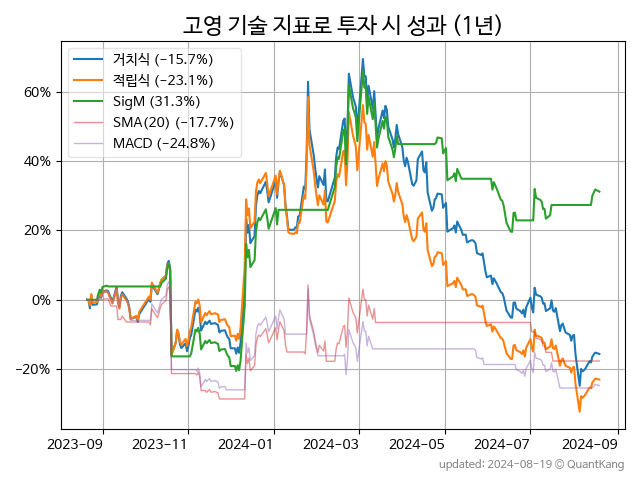 고영 기술 지표로 투자 시 성과 (1년)
거치식 (-15.7%)
적립식 (-23.1%)
SigM (31.3%)
SMA(20) (-17.7%)
MACD (-24.8%)
60%
40%
20%
0%
-20%
2023-09 2023-11 2024-01 2024-03 2024-05 2024-07 2024-09
updated: 2024-08-19 © QuantKang